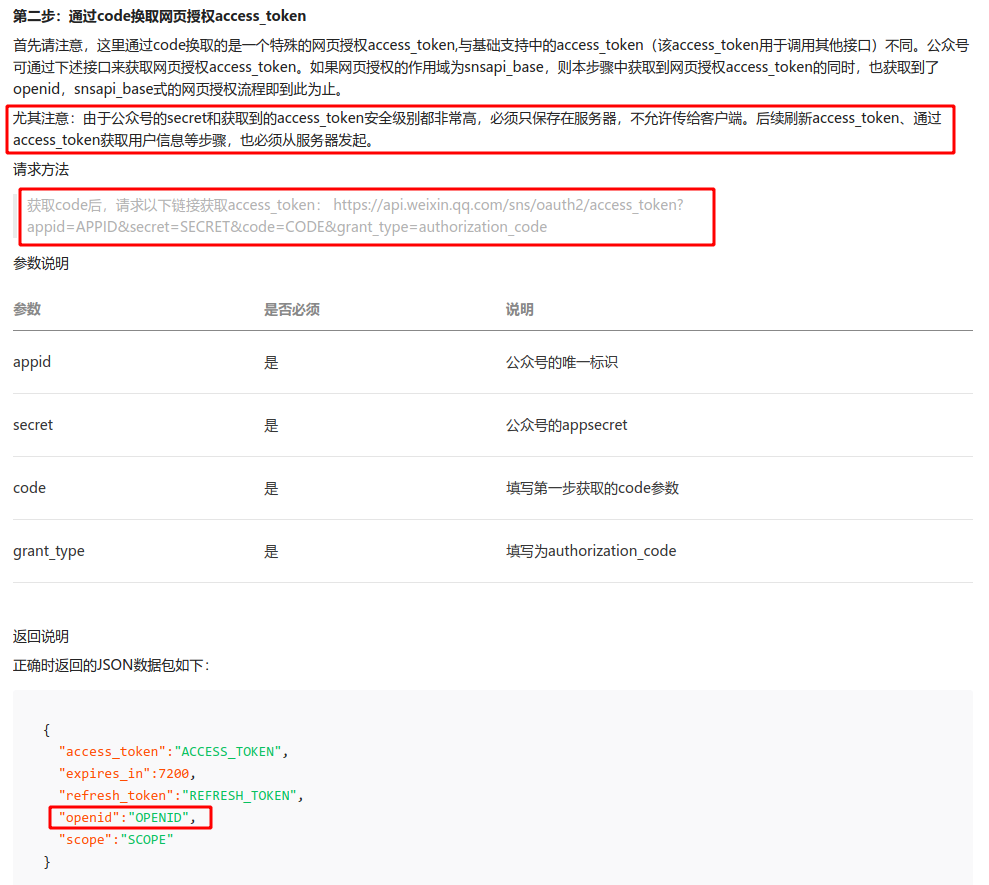 第二步：通过code换取网页授权access_token
首先请注意，这里通过code换取的是一个特殊的网页授权access_token,与基础支持中的access_token（该access_token用于调用其他接口）不同。公众号
可通过下述接口来获取网页授权access_token。如果网页授权的作用域为snsapi_base，则本步骤中获取到网页授权access_token的同时，也获取到了
openid，snsapi_base式的网页授权流程即到此为止。
尤其注意：由于公众号的secret和获取到的access_token安全级别都非常高，必须只保存在服务器，不允许传给客户端。后续刷新access_token、通过
access_token获取用户信息等步骤，也必须从服务器发起。
请求方法
获取code后，请求以下链接获取access_token： https://api.weixin.qq.com/sns/oauth2/access_token?
appid=APPID&secret=SECRET&code=CODE&grant_type=authorization_code
参数说明
参数 是否必须 说明
appid 是 公众号的唯一标识
secret 是 公众号的appsecret
code 是 填写第一步获取的code参数
grant_type 是 填写为authorization_code
返回说明
正确时返回的JSON数据包如下：
{
"access_token":"ACCESS_TOKEN",
"expires_in":7200,
"refresh_token":"REFRESH_TOKEN",
"openid":"OPENID",
"scope":"SCOPE"
}